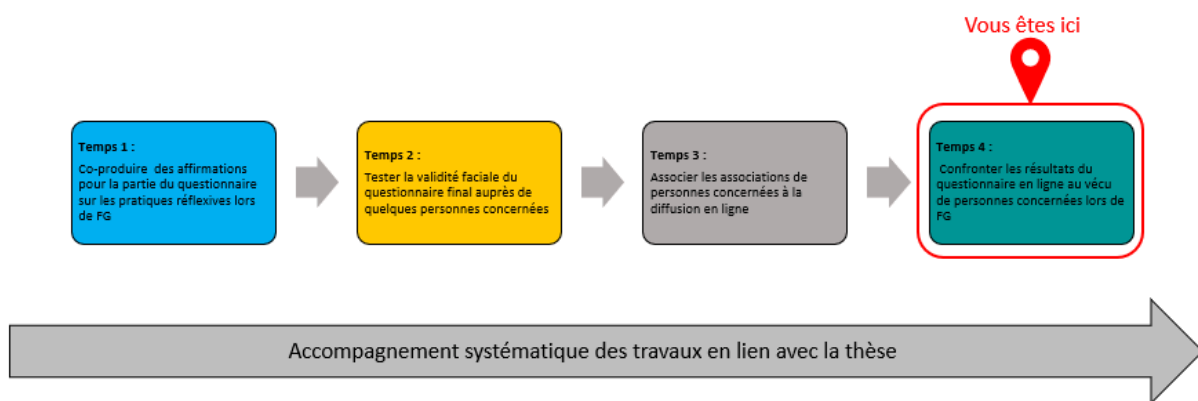 Vous êtes ici
Temps 1 :
Co-produire des affirmations
pour la partie du questionnaire
sur les pratiques réflexives lors
de FG
Temps 2 :
Tester la validité faciale du
questionnaire final auprès de
quelques personnes concernées
Temps 3 :
Associer les associations de
personnes concernées à la
diffusion en ligne
Temps 4 :
Confronter les résultats du
questionnaire en ligne au vécu
de personnes concernées lors de
FG
Accompagnement systématique des travaux en lien avec la thèse